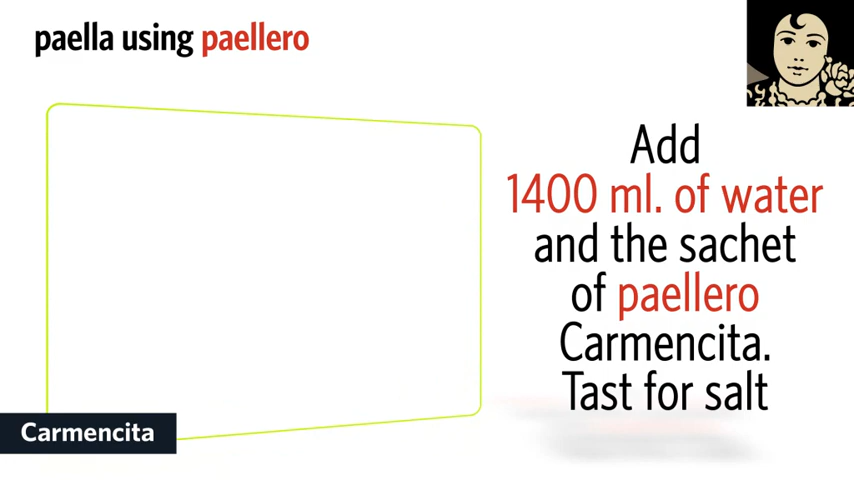 paella using paellero
Add
1400 ml. of water
and the sachet
of paellero
Carmencita.
Tast for salt
Carmencita